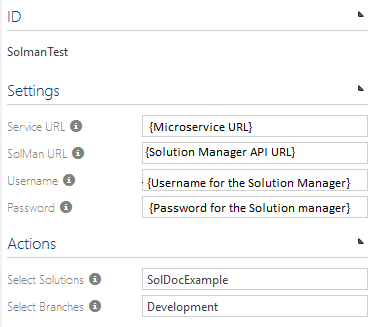 ID
SolmanTest
Settings
Service URL {Microservice URL}
SolMan URL {Solution Manager API URL}
Username {Username for the Solution Manager}
Password {Password for the Solution manager}
Actions
Select Solutions SolDocExample
Select Branches Development